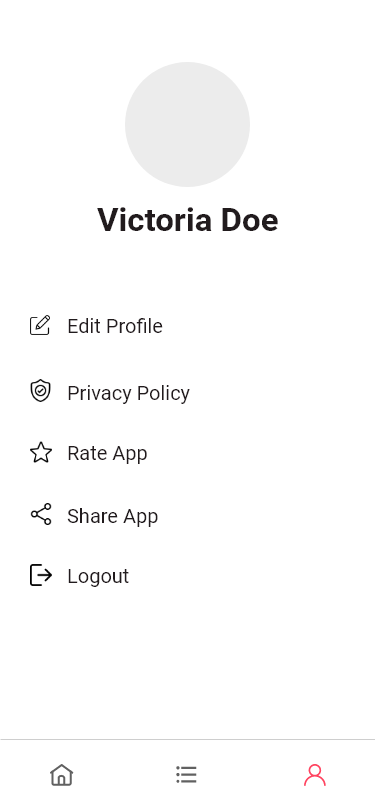 Victoria Doe
Edit Profile
Privacy Policy
Rate App
Share App
Logout